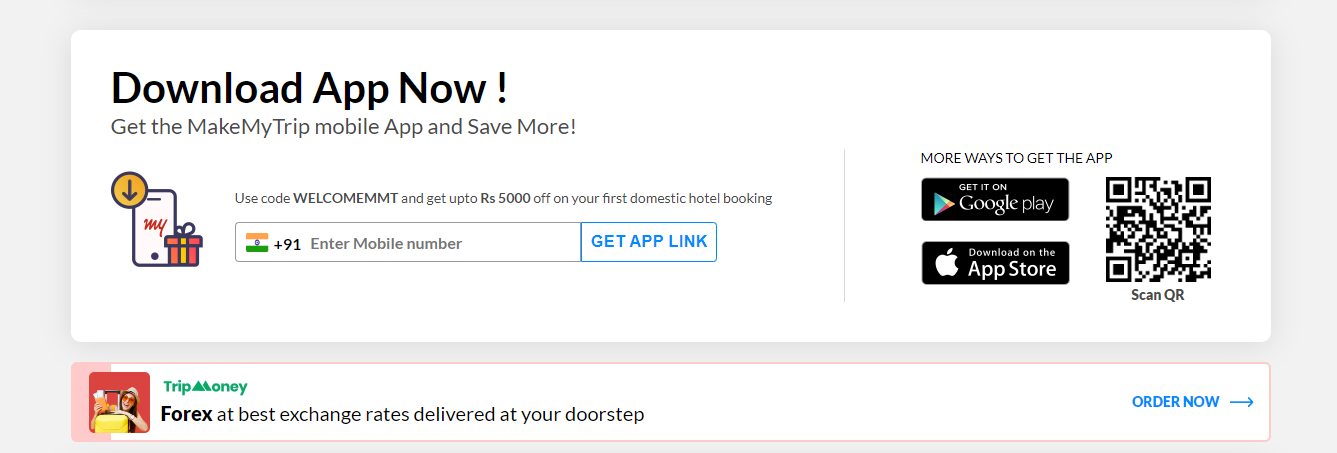 Download App Now !
Get the MakeMyTrip mobile App and Save More!
my
Use code WELCOMEMMT and get upto Rs 5000 off on your first domestic hotel booking
+91 Enter Mobile number
GET APP LINK
MORE WAYS TO GET THE APP
GET IT ON
Google play
Download on the
App Store
Scan QR
TripMoney
Forex at best exchange rates delivered at your doorstep
ORDER NOW